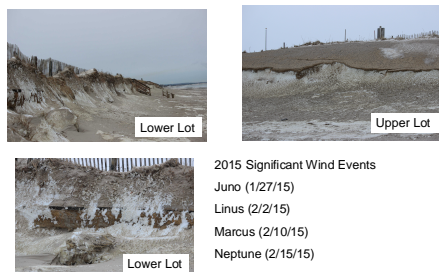 Lower Lot
Upper Lot
Lower Lot
2015 Significant Wind Events
Juno (1/27/15)
Linus (2/2/15)
Marcus (2/10/15)
Neptune (2/15/15)